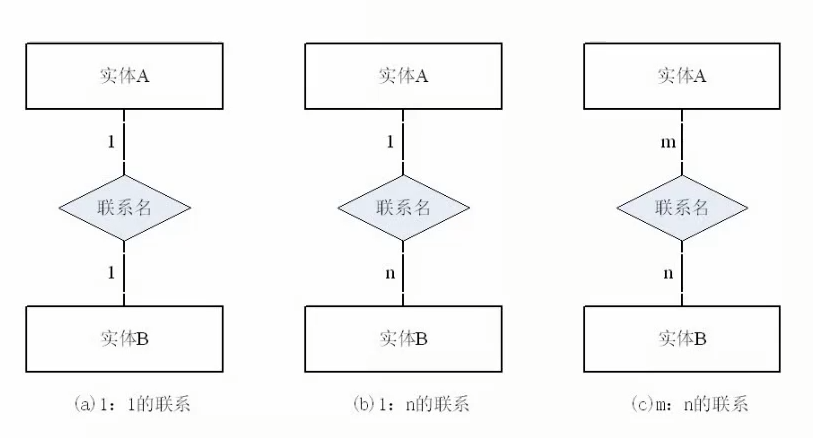 实体A
1
联系名
1
实体B
(a)1：1的联系
实体A
1
联系名
n
实体B
(b)1：n的联系
实体A
m
联系名
n
实体B
(c)m：n的联系